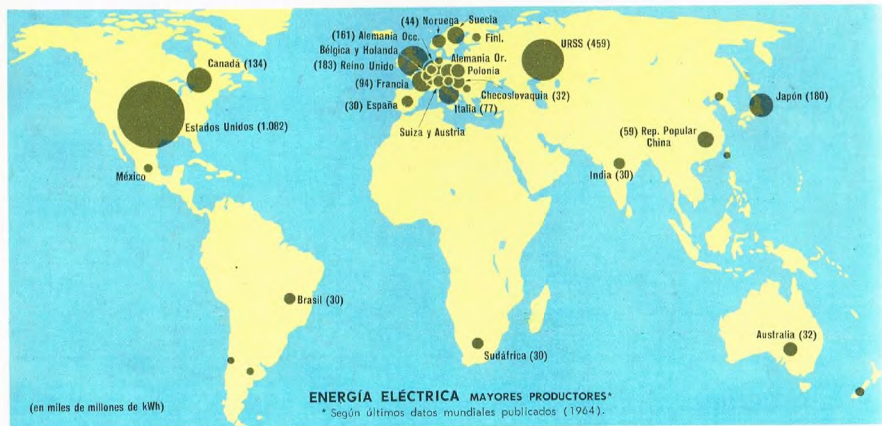 (44) Noruega
Suecia
(161) Alemania Occ.
Finl.
Bélgica y Holanda
Alemania Or.
URSS (459)
(183) Reino Unido
Polonia
Canadá (134)
(94) Francia
Checoslovaquia (32)
Japón (180)
(30) España
Italia (77)
Estados Unidos (1.082)
Suiza y Austria
(59) Rep. Popular
China
México
India (30)
Brasil (30)
Australia (32)
Sudáfrica (30)
ENERGÍA ELÉCTRICA MAYORES PRODUCTORES*
(en miles de millones de kWh)
* Según últimos datos mundiales publicados (1964).